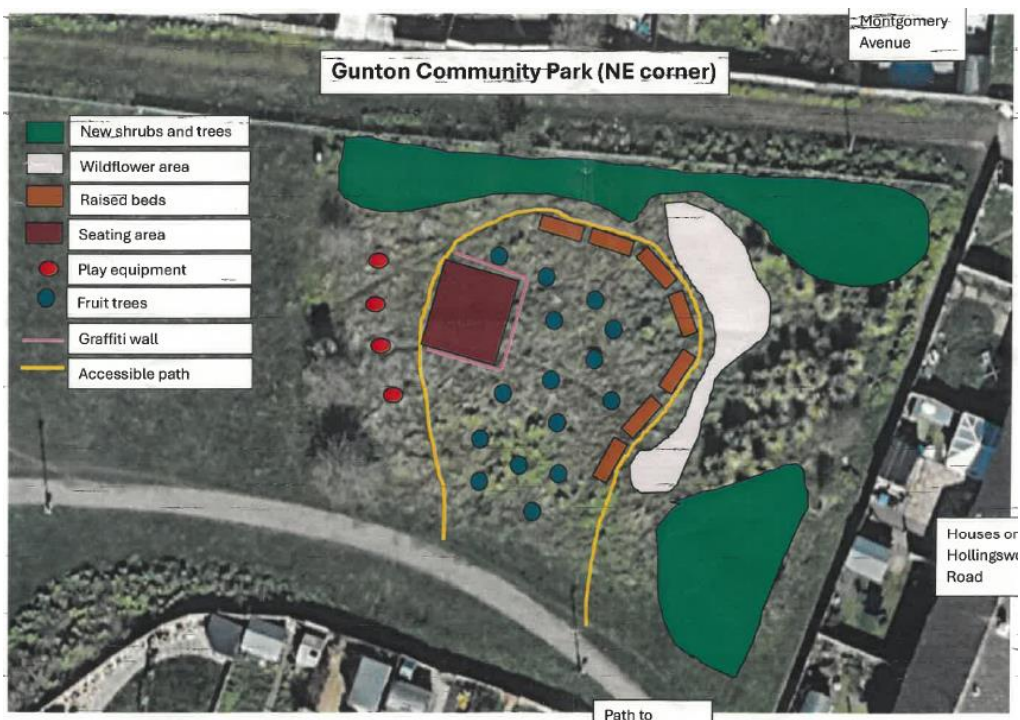 Montgomery
Avenue
Gunton Community Park (NE corner)
New shrubs and trees
Wildflower area
Raised beds
Seating area
Play equipment
Fruit trees
Graffiti wall
Accessible path
Houses on
Hollingswo
Road
Path to